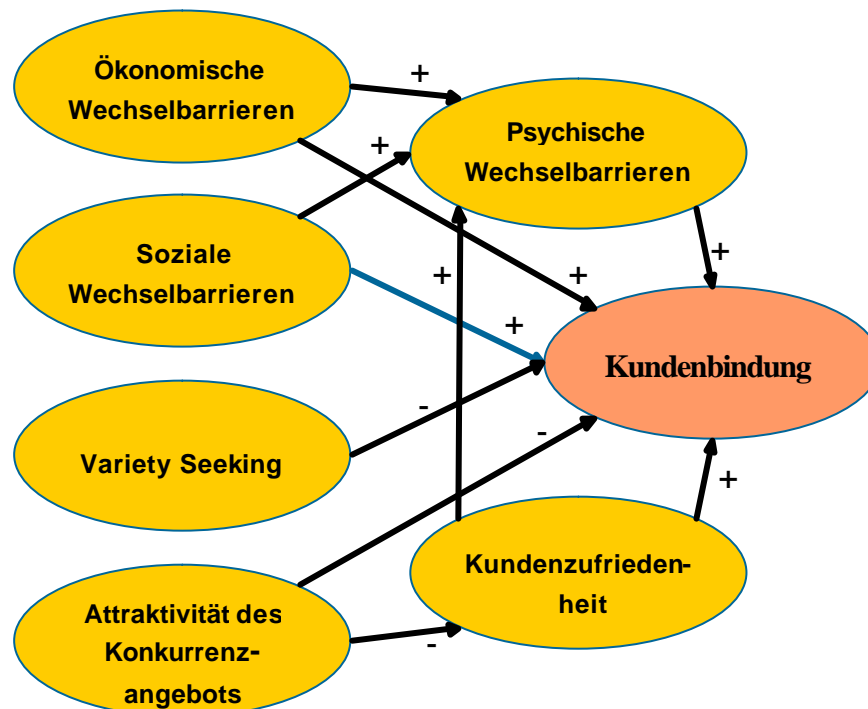 Ökonomische
Wechselbarrieren
+
Psychische
Wechselbarrieren
+
Soziale
Wechselbarrieren
+
+
+
+
Kundenbindung
Variety Seeking
-
-
+
Kundenzufrieden-
heit
Attraktivität des
Konkurrenz-
angebots
-